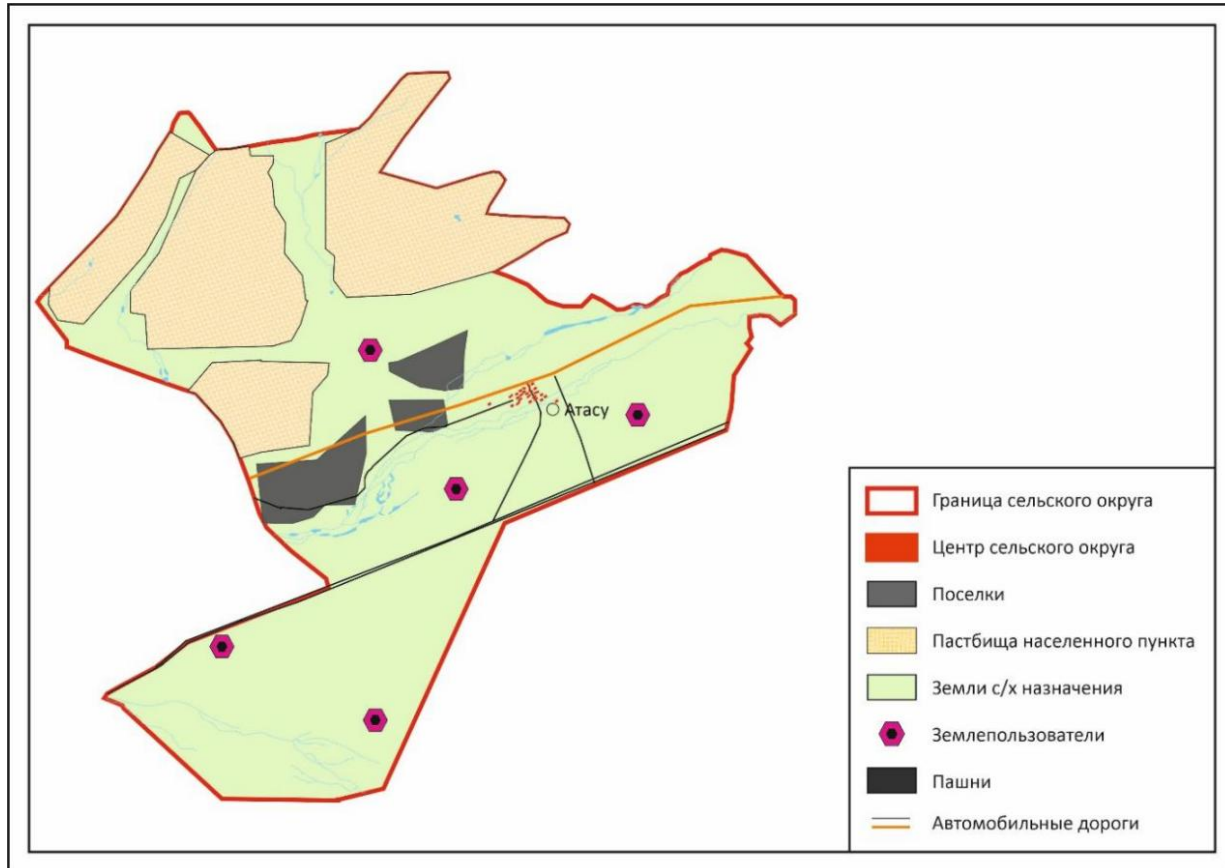 Атасу
Граница сельского округа
Центр сельского округа
Поселки
Пастбища населенного пункта
Земли с/х назначения
Землепользователи
Пашни
Автомобильные дороги